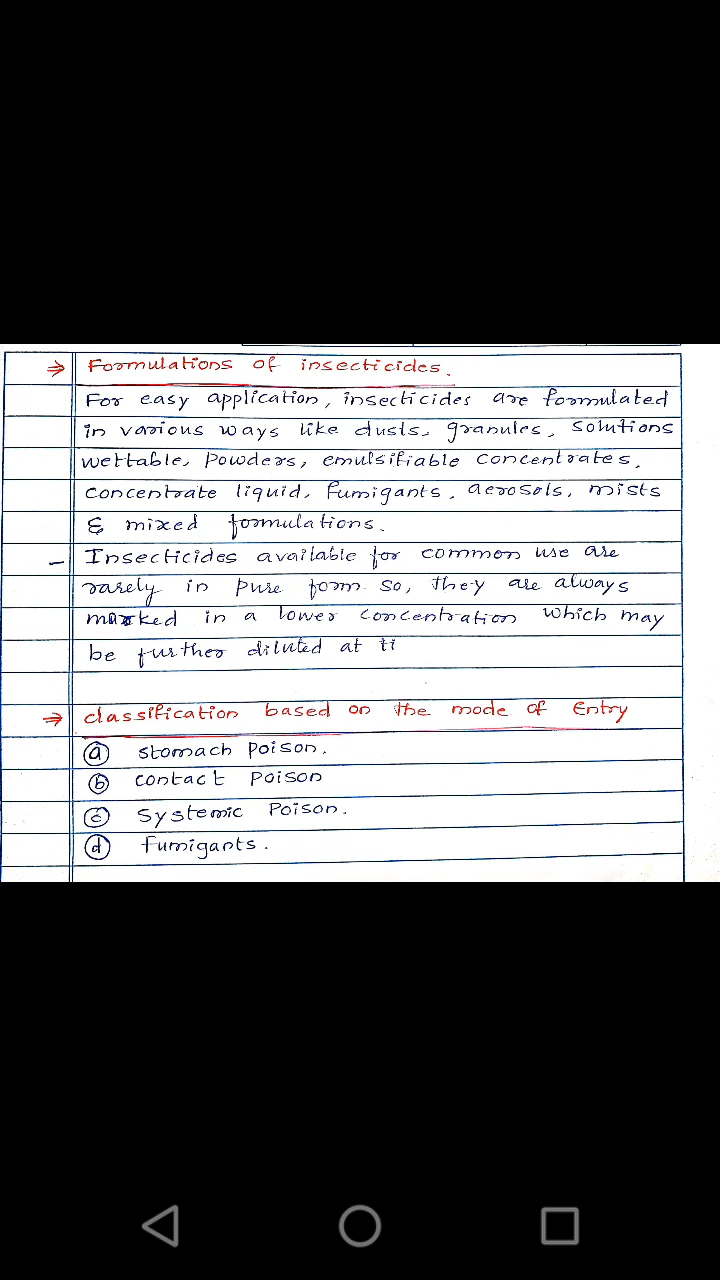 ⇒ Formulations of insecticides.
For easy application, insecticides are formulated
in various ways like dusts, granules, solutions
wettable, powders, emulsifiable concentrates,
concentrate liquid, fumigants, aerosols, mists
& mixed formulations.
- Insecticides available for common use are
rarely in pure form so, they are always
marked in a lower concentration which may
be further diluted at ti
⇒ classification based on the mode of Entry
(a) stomach poison.
(b) contact poison
(c) Systemic Poison.
(d) fumigants.